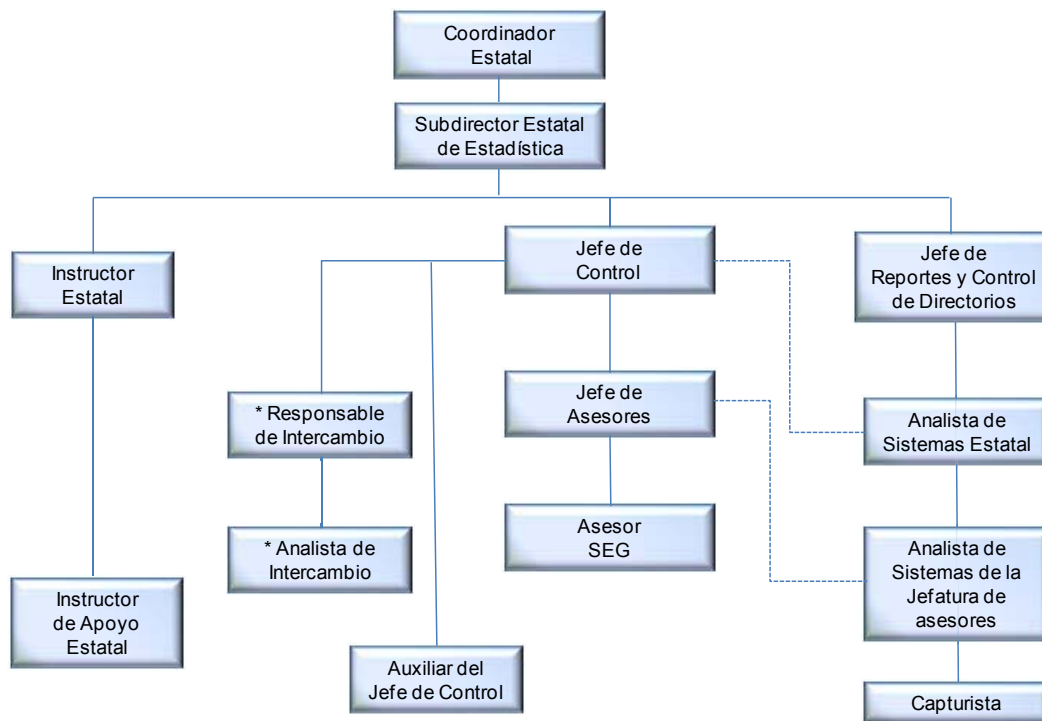 Coordinador
Estatal
Subdirector Estatal
de Estadística
Instructor
Estatal
Jefe de
Control
Jefe de
Reportes y Control
de Directorios
* Responsable
de Intercambio
Jefe de
Asesores
Analista de
Sistemas Estatal
* Analista de
Intercambio
Asesor
SEG
Analista de
Sistemas de la
Jefatura de
asesores
Instructor
de Apoyo
Estatal
Auxiliar del
Jefe de Control
Capturista